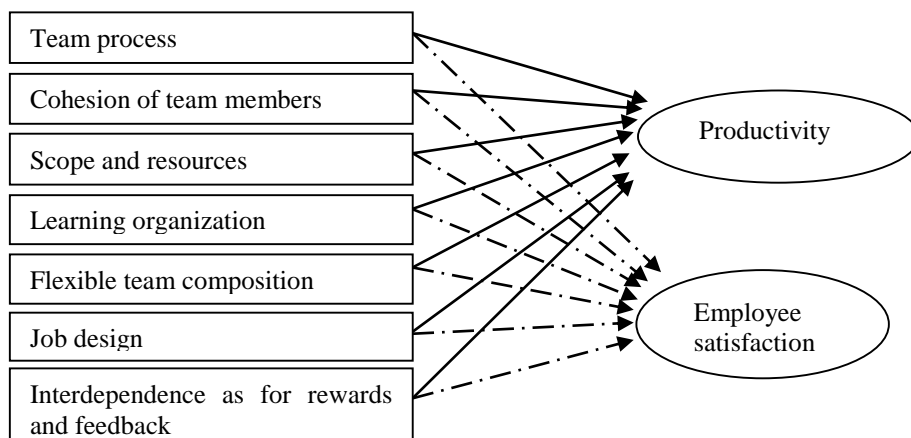 Team process
Cohesion of team members
Scope and resources
Learning organization
Flexible team composition
Job design
Interdependence as for rewards
and feedback
Productivity
Employee
satisfaction